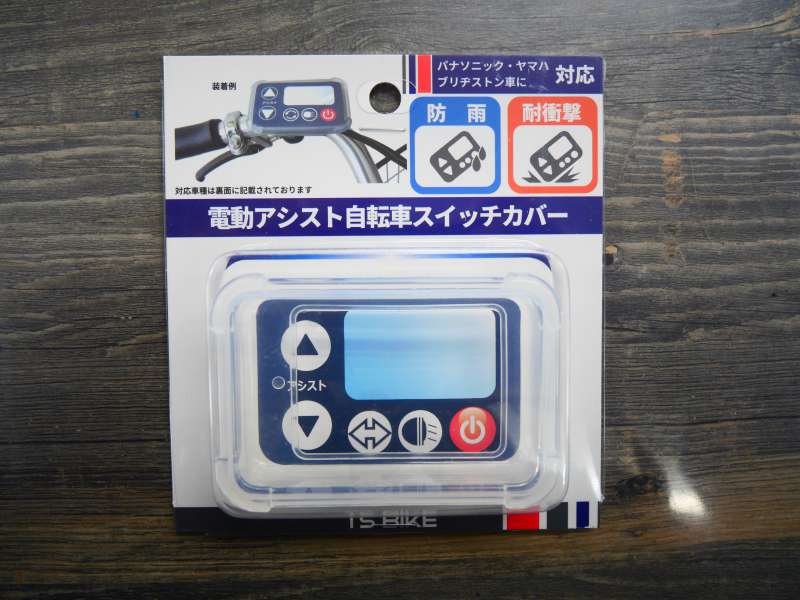 装着例
パナソニック・ヤマハ
ブリヂストン車に
対応
防雨
耐衝撃
対応車種は裏面に記載されております
電動アシスト自転車スイッチカバー
アシスト
TS BIKE